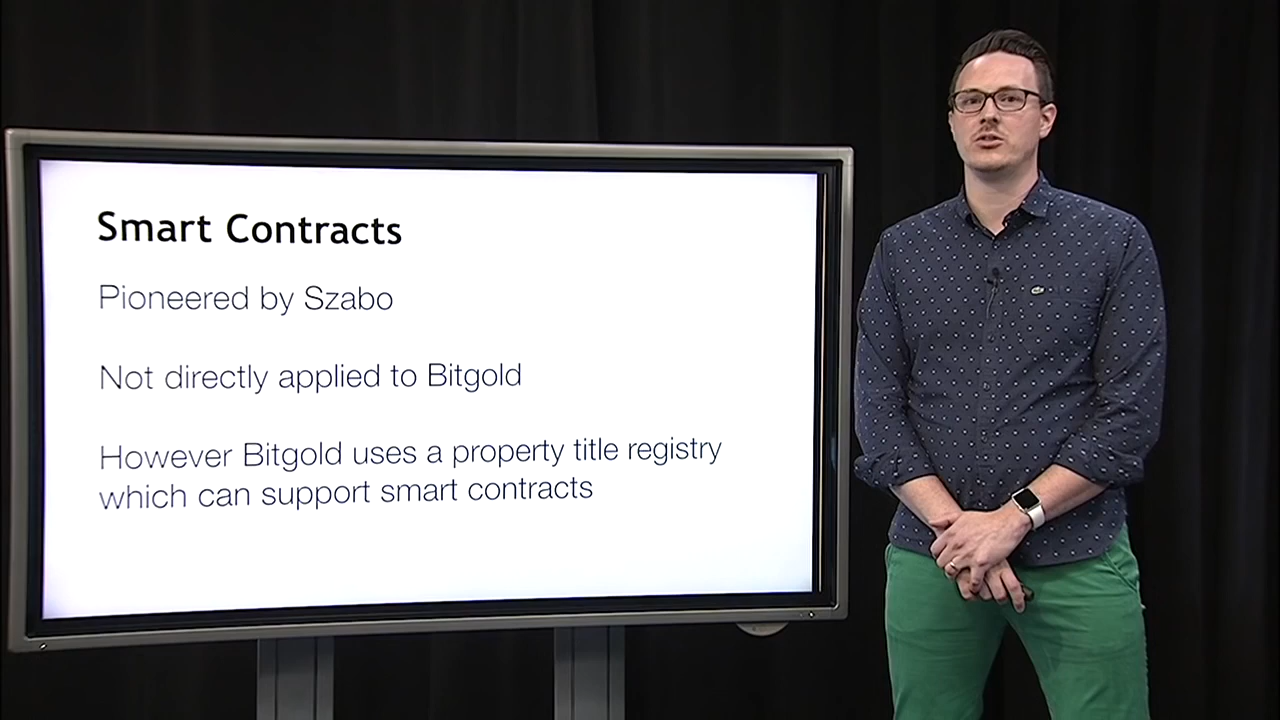 Smart Contracts
Pioneered by Szabo
Not directly applied to Bitgold
However Bitgold uses a property title registry
which can support smart contracts